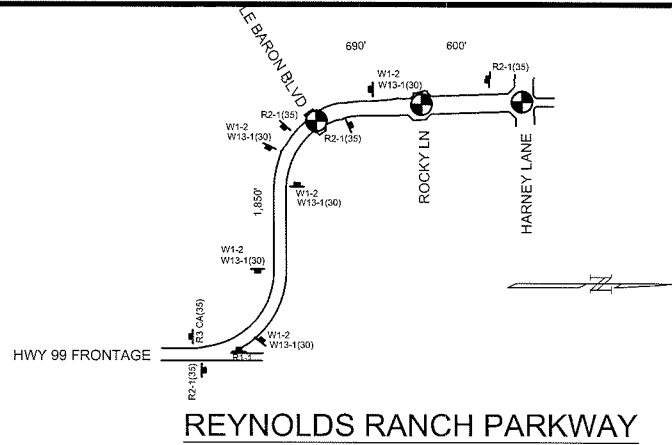 LE BARON BLVD
690'
600'
W1-2
W13-1(30)
R2-1(35)
R2-1(35)
W1-2
W13-1(30)
R2-1(35)
ROCKY LN
HARNEY LANE
W1-2
W13-1(30)
1,850'
W1-2
W13-1(30)
N
R3 CA(35)
W1-2
W13-1(30)
HWY 99 FRONTAGE
R1-1
R2-1(35)
REYNOLDS RANCH PARKWAY